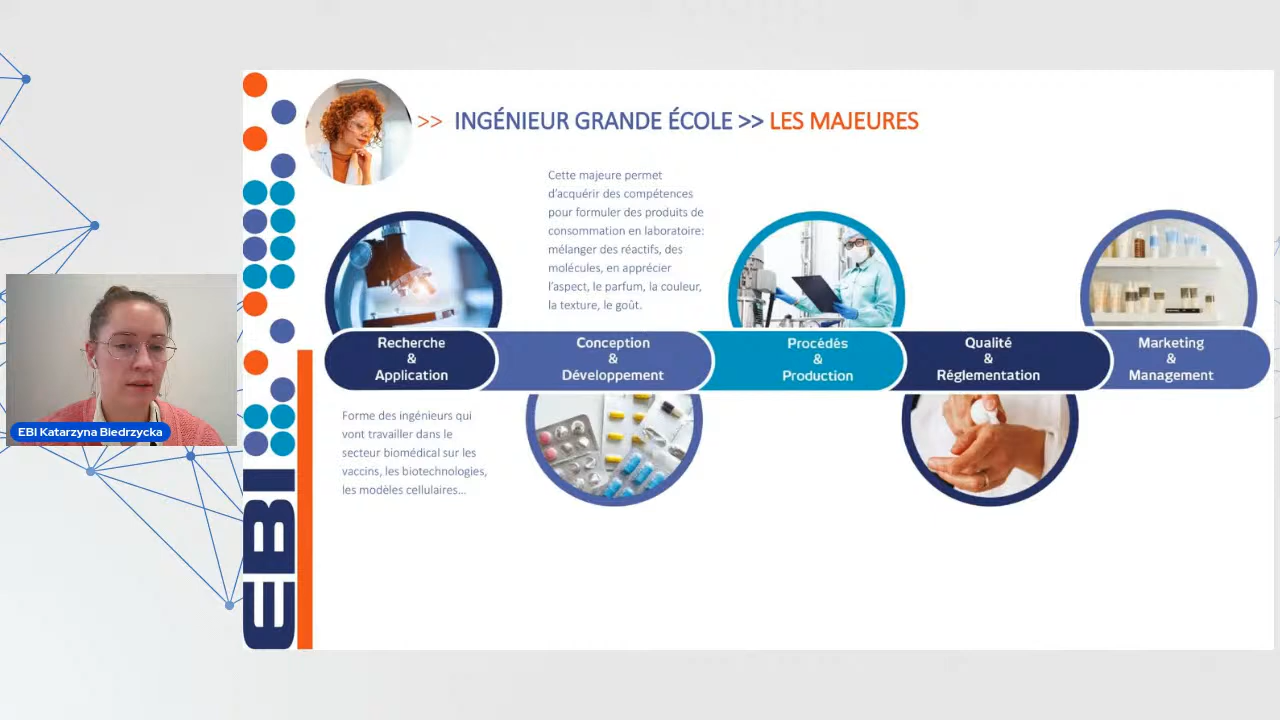 >> INGÉNIEUR GRANDE ÉCOLE >> LES MAJEURES
Cette majeure permet
d’acquérir des compétences
pour formuler des produits de
consommation en laboratoire:
mélanger des réactifs, des
molécules, en apprécier
l’aspect, le parfum, la couleur,
la texture, le goût.
Recherche
&
Application
Conception
&
Développement
Procédés
&
Production
Qualité
&
Réglementation
Marketing
&
Management
Forme des ingénieurs qui
vont travailler dans le
secteur biomédical sur les
vaccins, les biotechnologies,
les modèles cellulaires…
EBI Katarzyna Biedrzycka
EBI